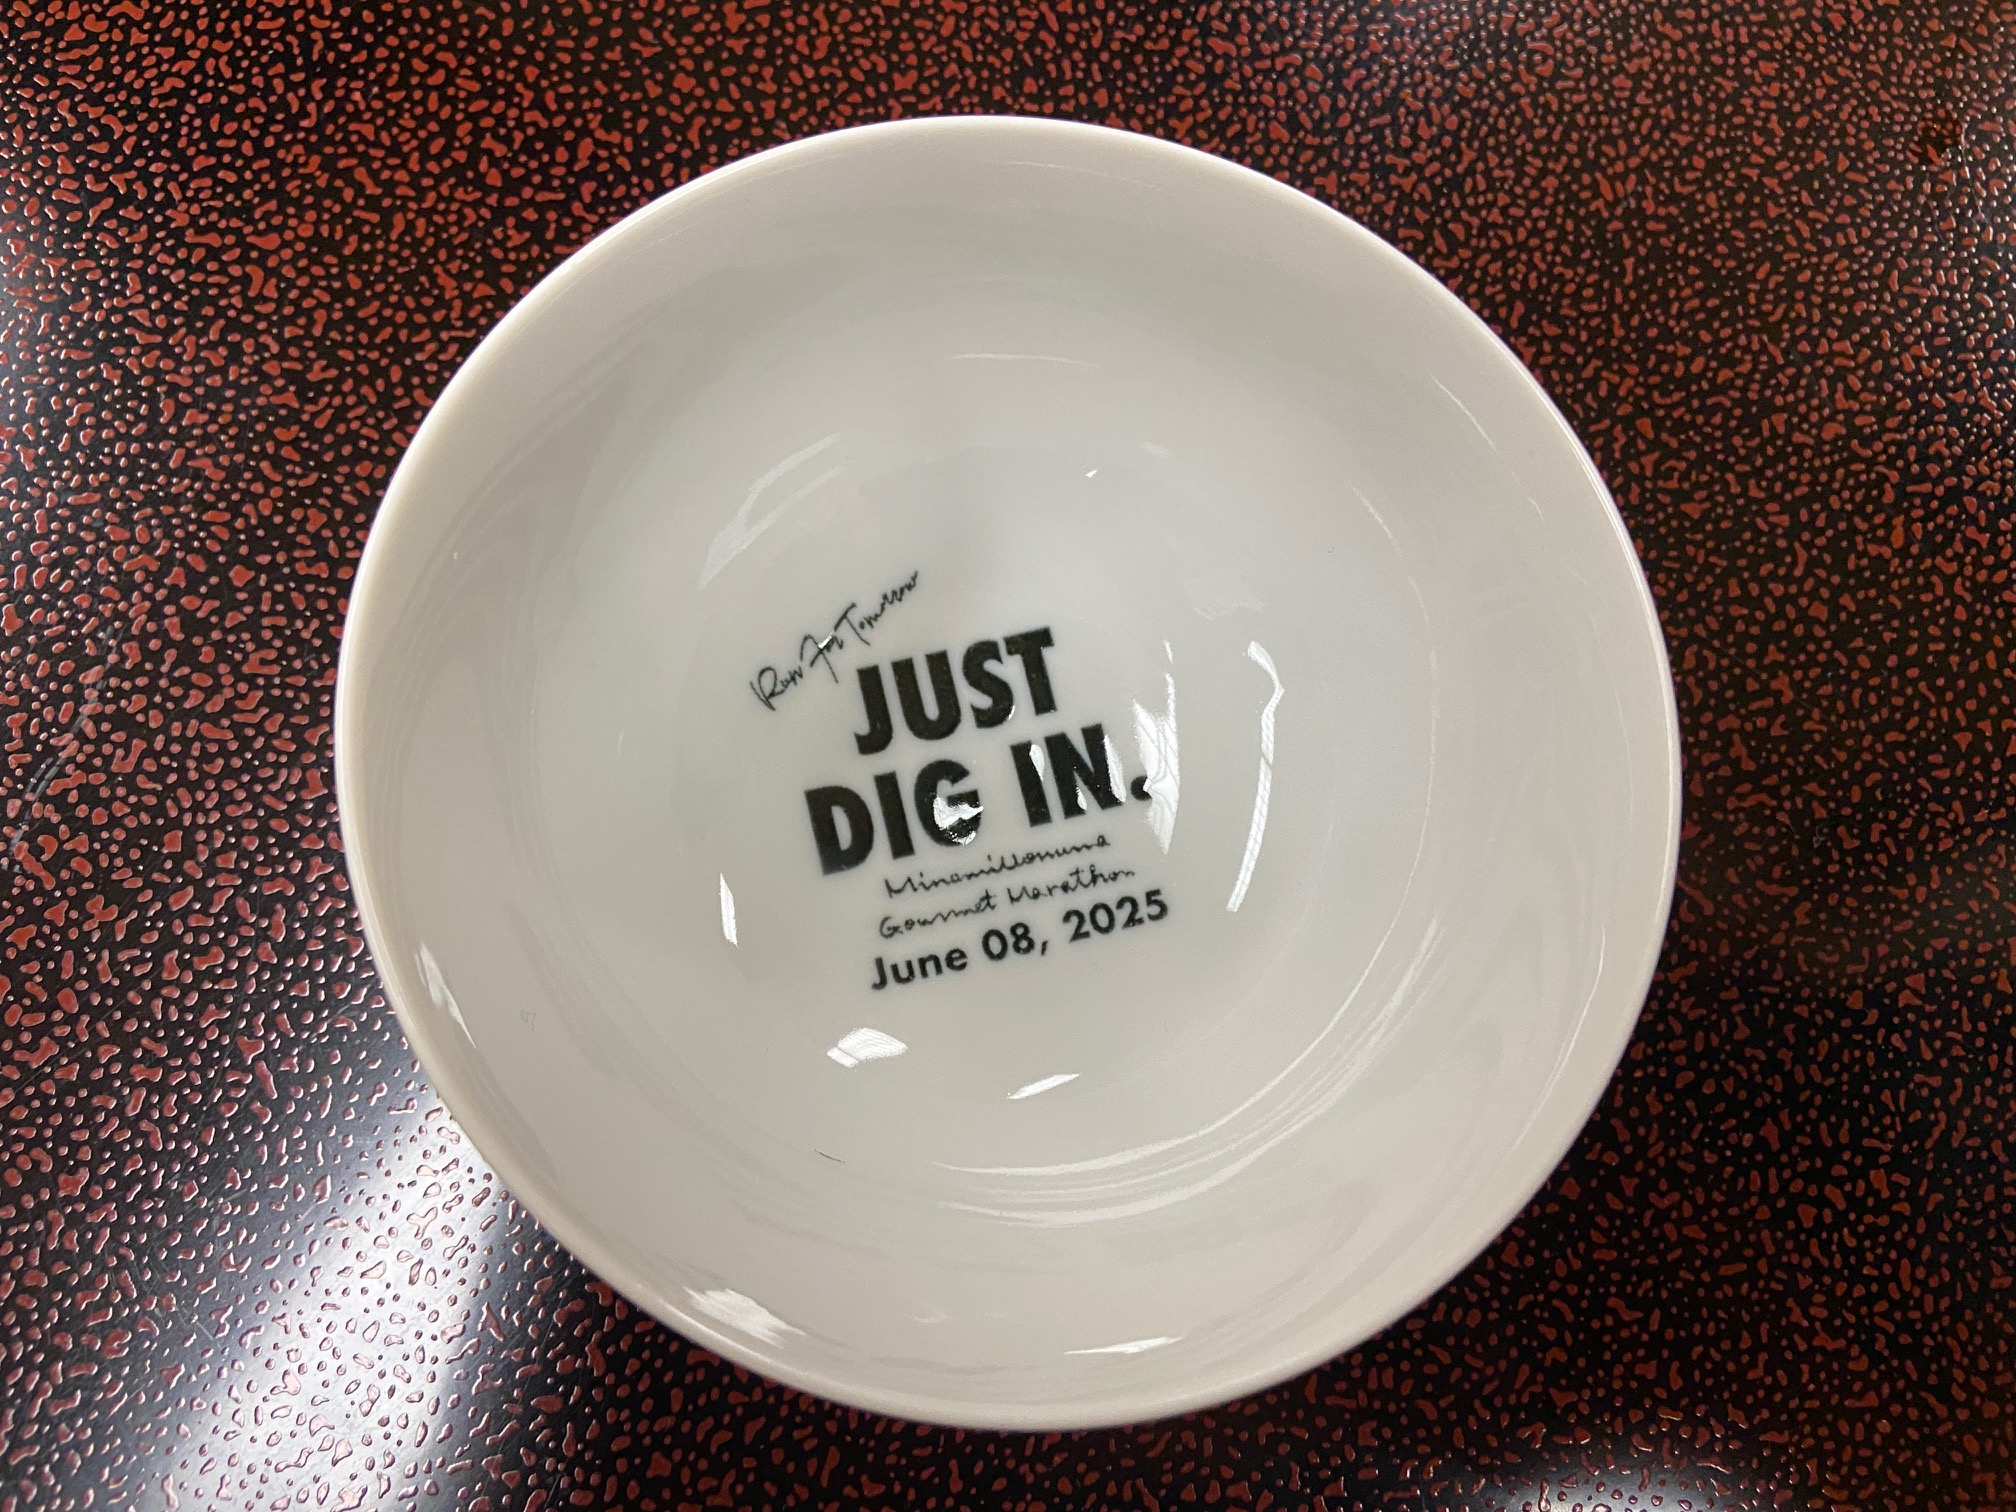 Run For Tomorrow
JUST
DIG IN.
Minamiuonuma
Gourmet Marathon
June 08, 2025